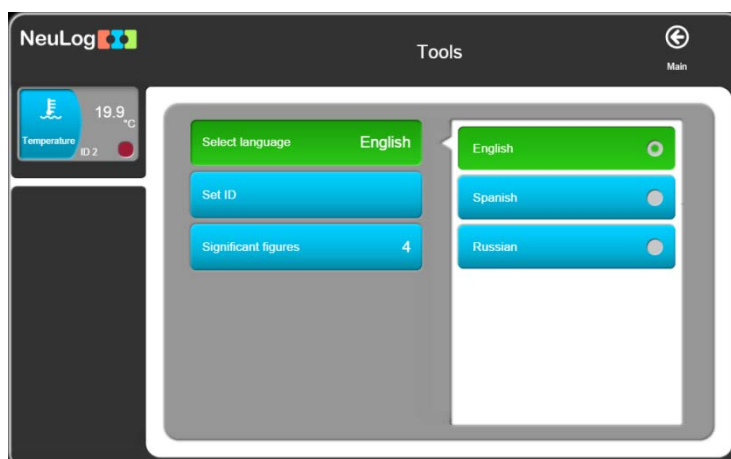 NeuLog
Tools
Main
19.9 °C
Temperature
ID 2
Select language English
Set ID
Significant figures 4
English
Spanish
Russian